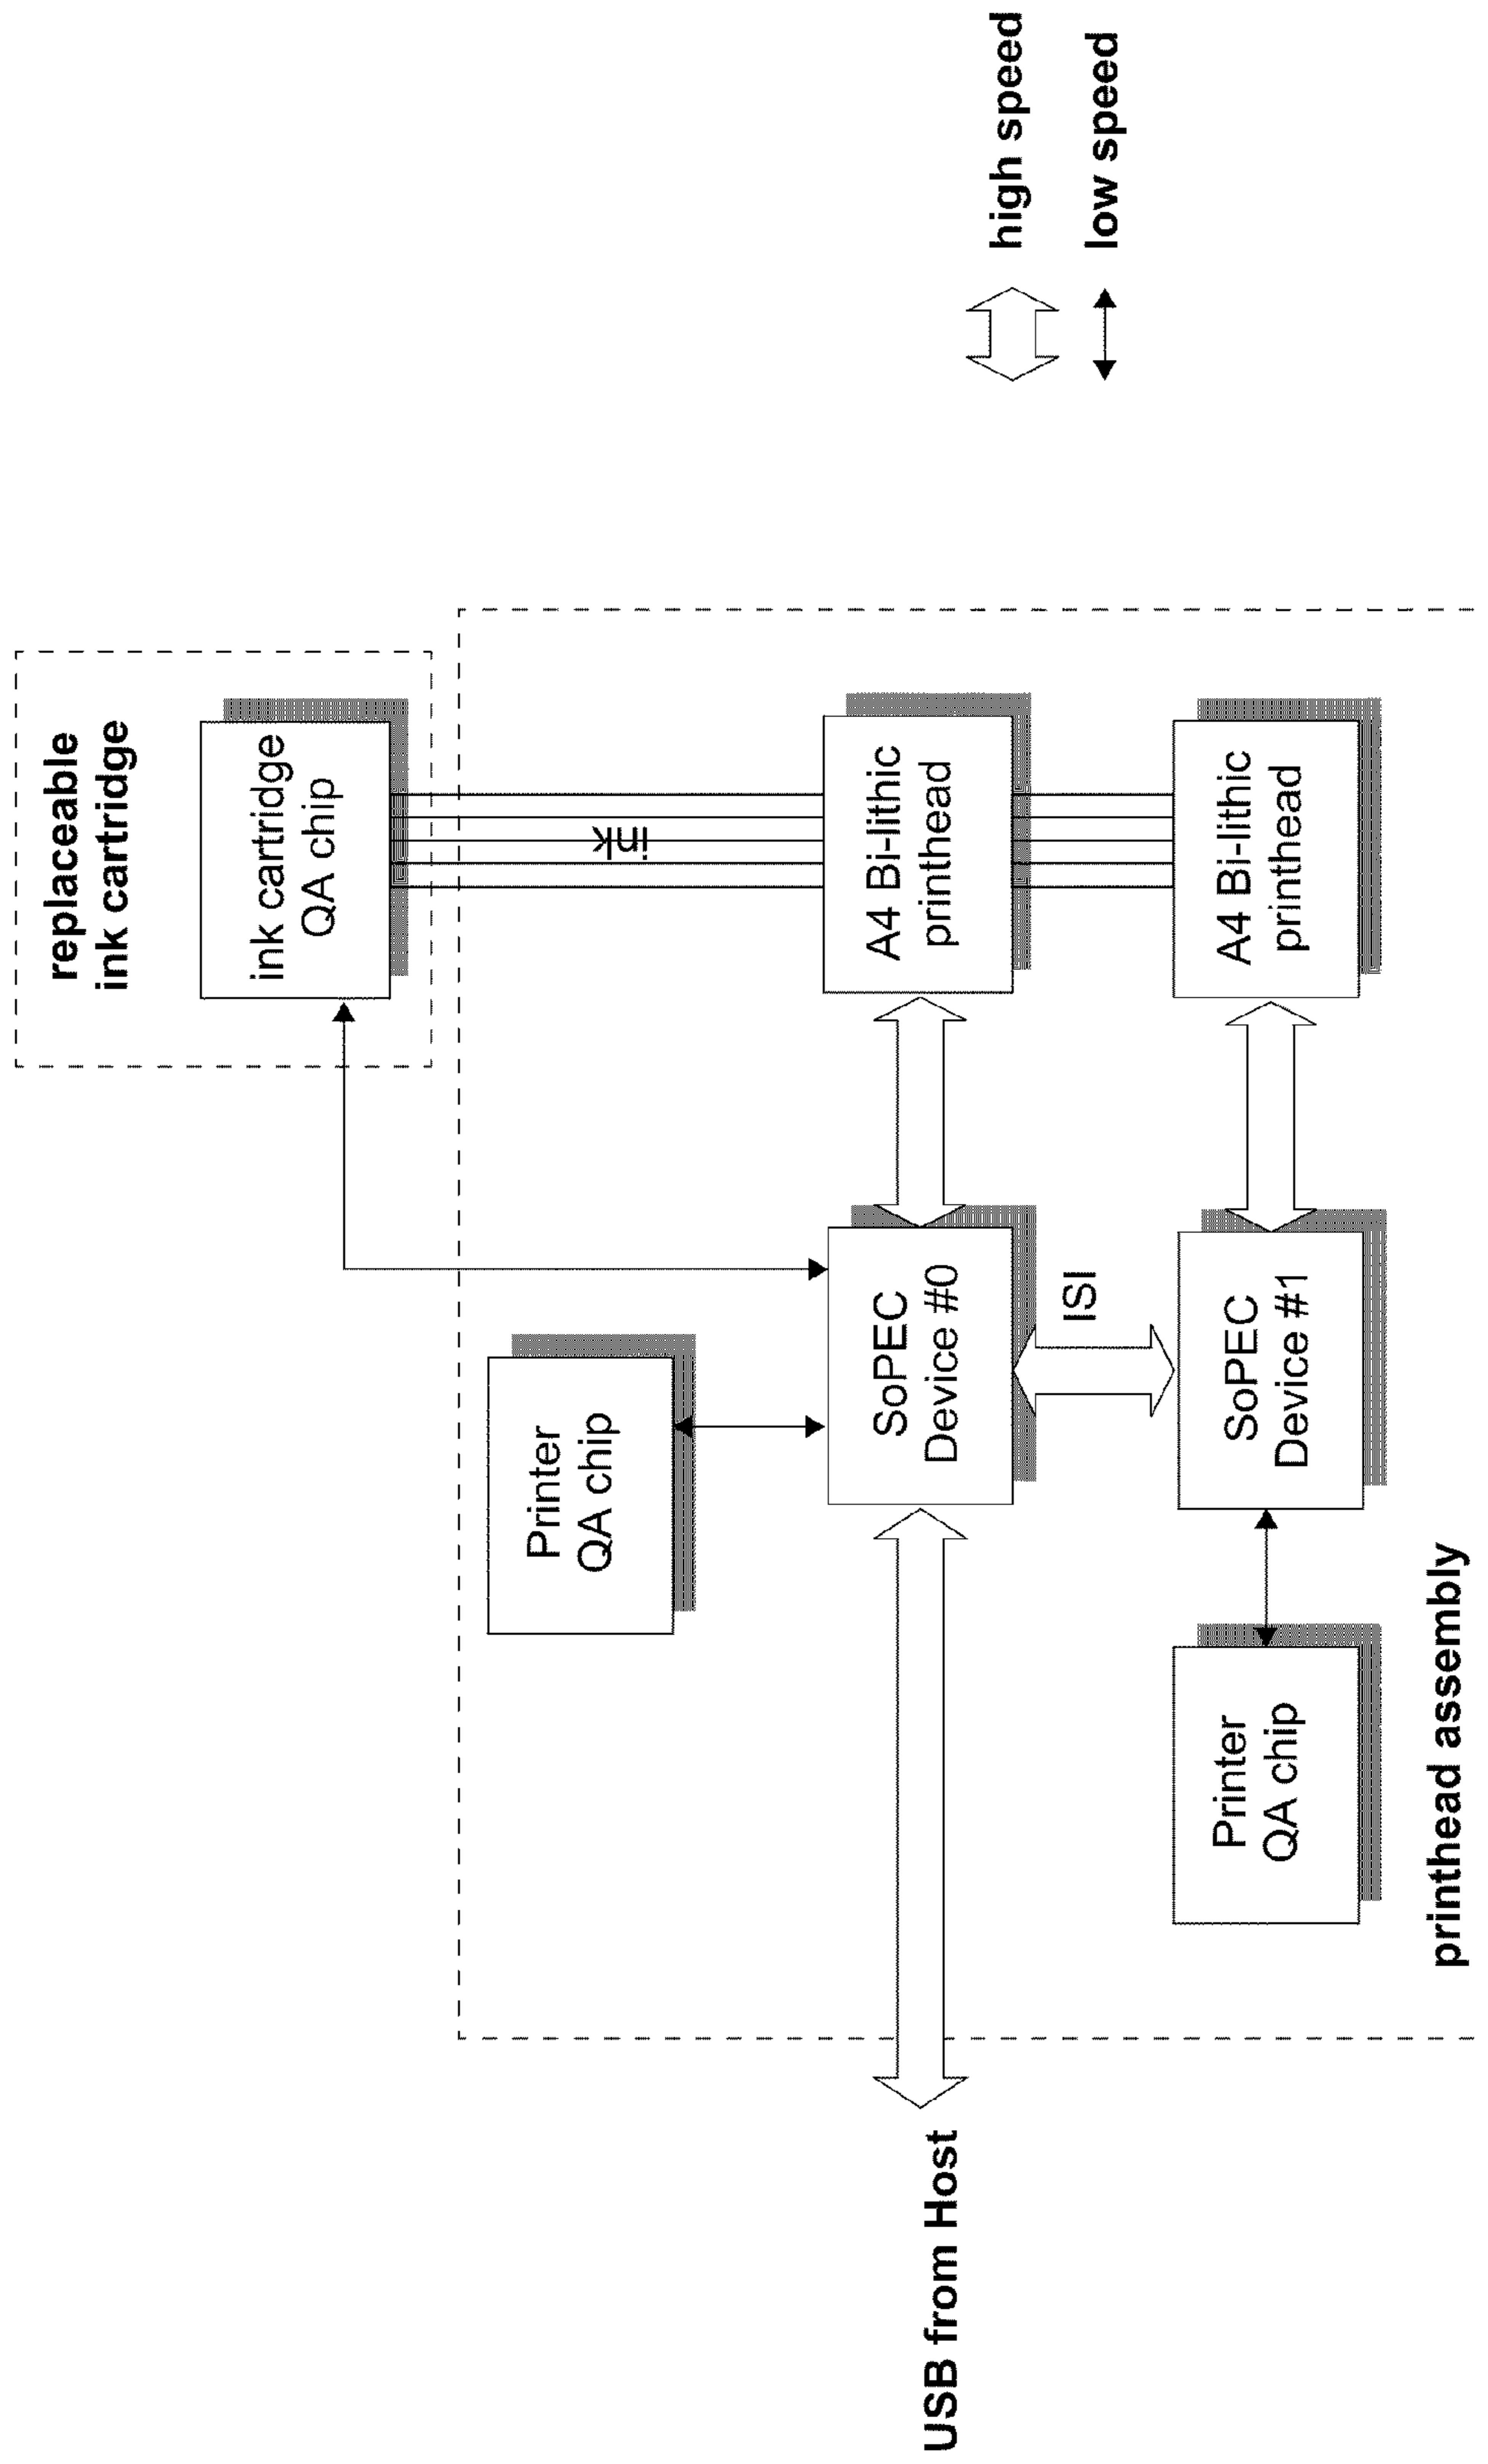 replaceable
ink cartridge
ink cartridge
QA chip
ink
Printer
QA chip
SoPEC
Device #0
A4 Bi-lithic
printhead
ISI
high speed
low speed
USB from Host
Printer
QA chip
SoPEC
Device #1
A4 Bi-lithic
printhead
printhead assembly